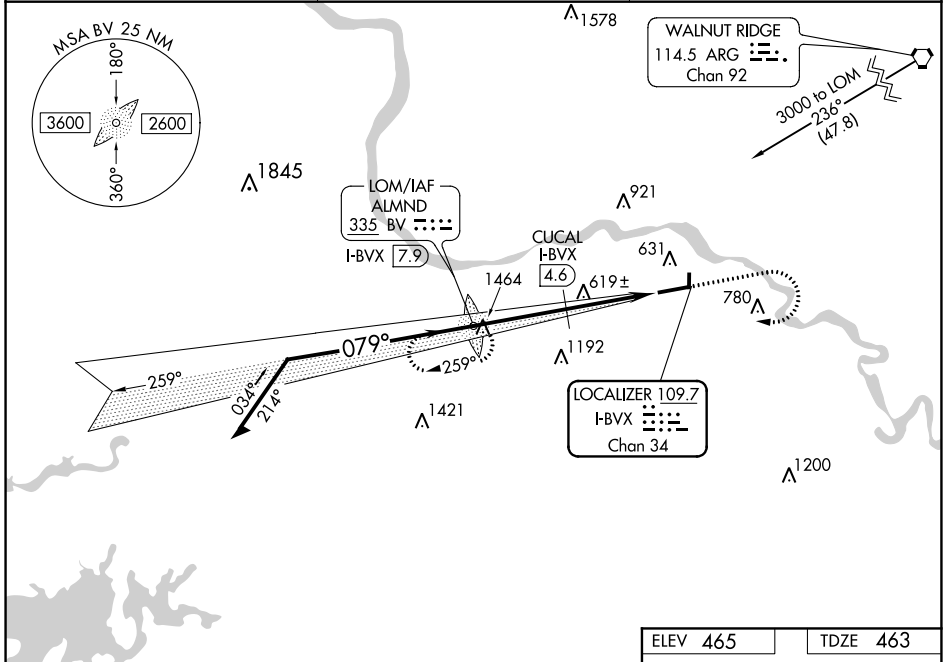 MSA BV 25 NM
180°
3600
2600
360°
1578
WALNUT RIDGE
114.5 ARG
Chan 92
3000 to LOM
236°
(47.8)
1845
LOM/IAF
ALMND
335 BV
I-BVX 7.9
921
CUCAL
I-BVX
4.6
631
1464
619±
780
079°
259°
259°
1192
034°
214°
1421
LOCALIZER 109.7
I-BVX
Chan 34
1200
ELEV 465
TDZE 463